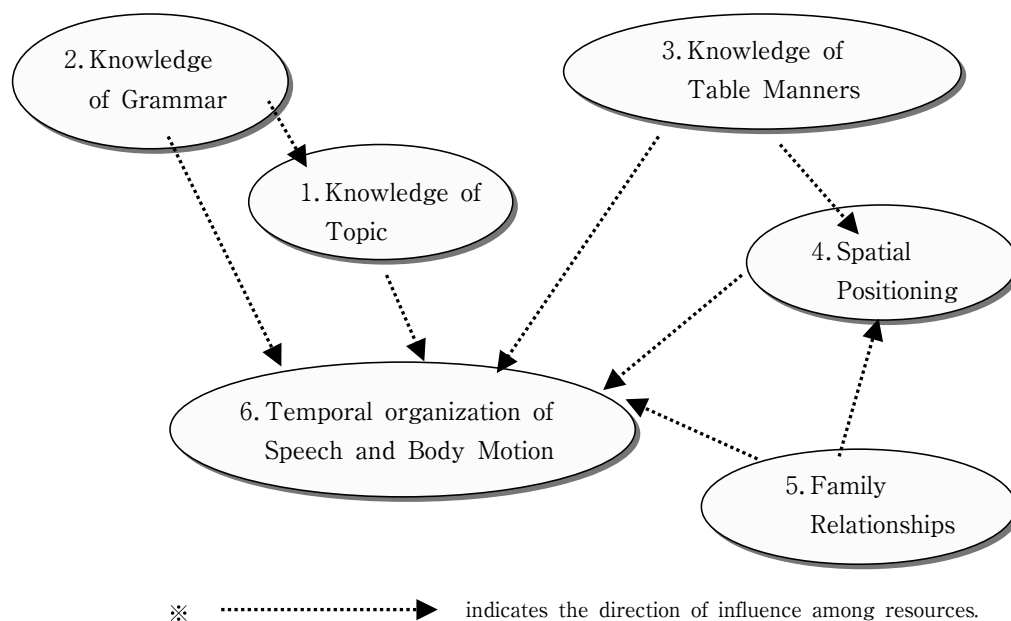 2. Knowledge
of Grammar
3. Knowledge of
Table Manners
1. Knowledge of
Topic
4. Spatial
Positioning
6. Temporal organization of
Speech and Body Motion
5. Family
Relationships
※ indicates the direction of influence among resources.